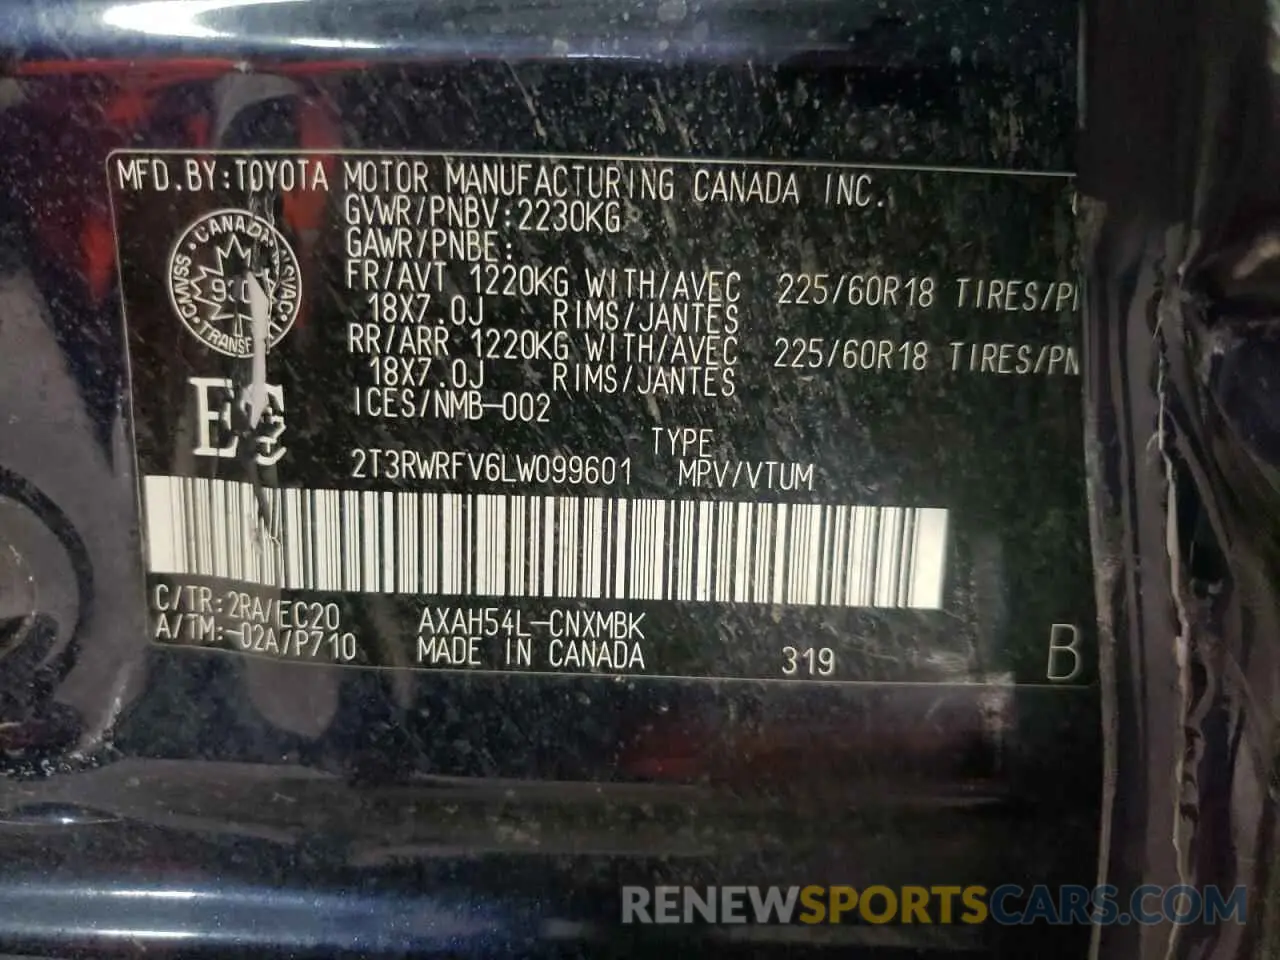 MFD.BY:TOYOTA MOTOR MANUFACTURING CANADA INC.
GVWR/PNBV:2230KG
GAWR/PNBE:
FR/AVT 1220KG WITH/AVEC 225/60R18 TIRES/
18X7.0J RIMS/JANTES
RR/ARR 1220KG WITH/AVEC 225/60R18 TIRES/PN
18X7.0J RIMS/JANTES
ICES/NMB-002
TYPE
2T3RWRFV6LW099601 MPV/VTUM
CANADA
CMVSS
TRANSF
C/TR:2RA/EC20 AXAH54L-CNXMBK
A/TM:-02A/P710 MADE IN CANADA 319 B
RENEWSPORTSCARS.COM